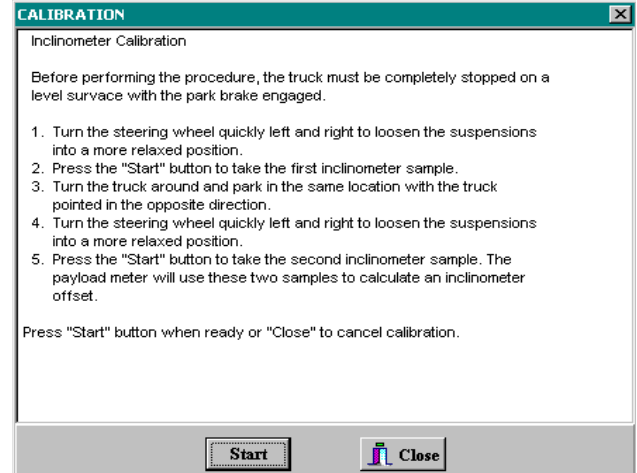 CALIBRATION
Inclinometer Calibration
Before performing the procedure, the truck must be completely stopped on a
level survace with the park brake engaged.
1. Turn the steering wheel quickly left and right to loosen the suspensions
into a more relaxed position.
2. Press the "Start" button to take the first inclinometer sample.
3. Turn the truck around and park in the same location with the truck
pointed in the opposite direction.
4. Turn the steering wheel quickly left and right to loosen the suspensions
into a more relaxed position.
5. Press the "Start" button to take the second inclinometer sample. The
payload meter will use these two samples to calculate an inclinometer
offset.
Press "Start" button when ready or "Close" to cancel calibration.
Start Close